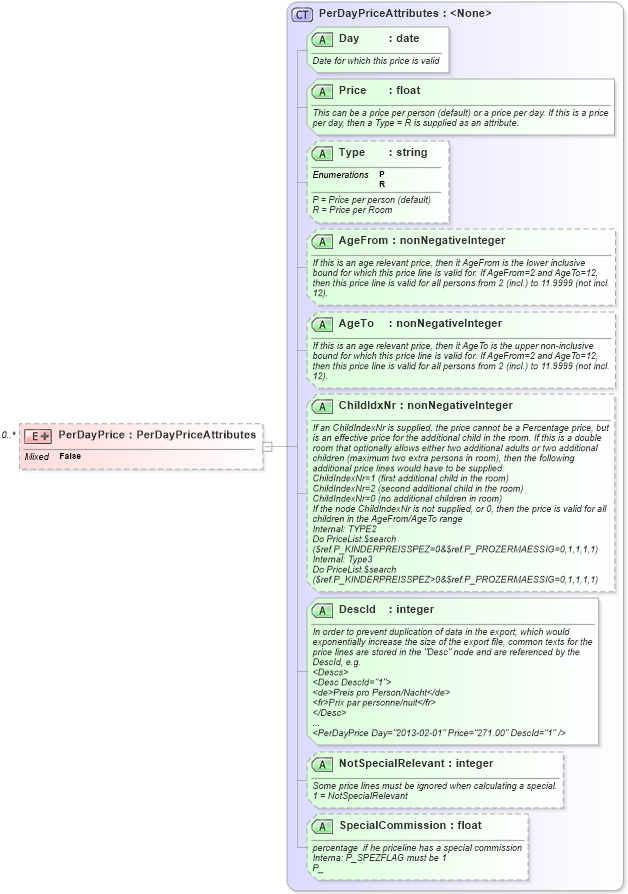 CT PerDayPriceAttributes : <None>
A Day : date
Date for which this price is valid
A Price : float
This can be a price per person (default) or a price per day. If this is a price
per day, then a Type = R is supplied as an attribute.
A Type : string
Enumerations P
R
P = Price per person (default)
R = Price per Room
A AgeFrom : nonNegativeInteger
If this is an age relevant price, then it AgeFrom is the lower inclusive
bound for which this price line is valid for. If AgeFrom=2 and AgeTo=12,
then this price line is valid for all persons from 2 (incl.) to 11.9999 (not incl.
12).
A AgeTo : nonNegativeInteger
If this is an age relevant price, then it AgeTo is the upper non-inclusive
bound for which this price line is valid for. If AgeFrom=2 and AgeTo=12,
then this price line is valid for all persons from 2 (incl.) to 11.9999 (not incl.
12).
A ChildIdxNr : nonNegativeInteger
If an ChildIndexNr is supplied, the price cannot be a Percentage price, but
is an effective price for the additional child in the room. If this is a double
room that optionally allows either two additional adults or two additional
children (maximum two extra persons in room), then the following
additional price lines would have to be supplied:
ChildIndexNr=1 (first additional child in the room)
ChildIndexNr=2 (second additional child in the room)
ChildIndexNr=0 (no additional children in room)
If the node ChildIndexNr is not supplied, or 0, then the price is valid for all
children in the AgeFrom/AgeTo range
Internal: TYPE2
Do PriceList.$search
($ref.P_KINDERPREISSPEZ=0&$ref.P_PROZERMAESSIG=0,1,1,1,1)
Internal: Type3
Do PriceList.$search
($ref.P_KINDERPREISSPEZ>0&$ref.P_PROZERMAESSIG=0,1,1,1,1)
0..* E PerDayPrice : PerDayPriceAttributes
Mixed False
A DescId : integer
In order to prevent duplication of data in the export, which would
exponentially increase the size of the export file, common texts for the
price lines are stored in the "Desc" node and are referenced by the
DescId, e.g.
<Descs>
<Desc DescId="1">
<de>Preis pro Person/Nacht</de>
<fr>Prix par personne/nuit</fr>
</Desc>
...
<PerDayPrice Day="2013-02-01" Price="271.00" DescId="1" />
A NotSpecialRelevant : integer
Some price lines must be ignored when calculating a special.
1 = NotSpecialRelevant
A SpecialCommission : float
percentage if he priceline has a special commission
Interna: P_SPEZFLAG must be 1
P_